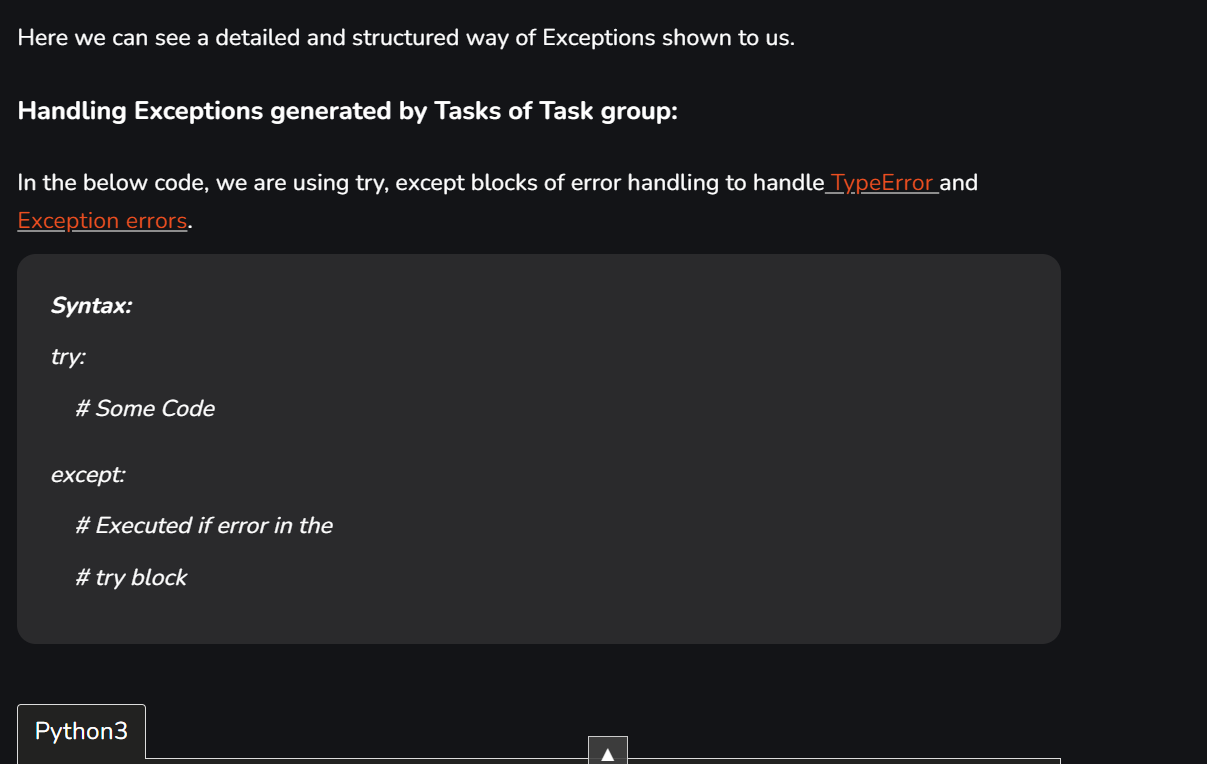 Here we can see a detailed and structured way of Exceptions shown to us.
Handling Exceptions generated by Tasks of Task group:
In the below code, we are using try, except blocks of error handling to handle TypeError and
Exception errors.
Syntax:
try:
# Some Code
except:
# Executed if error in the
# try block
Python3